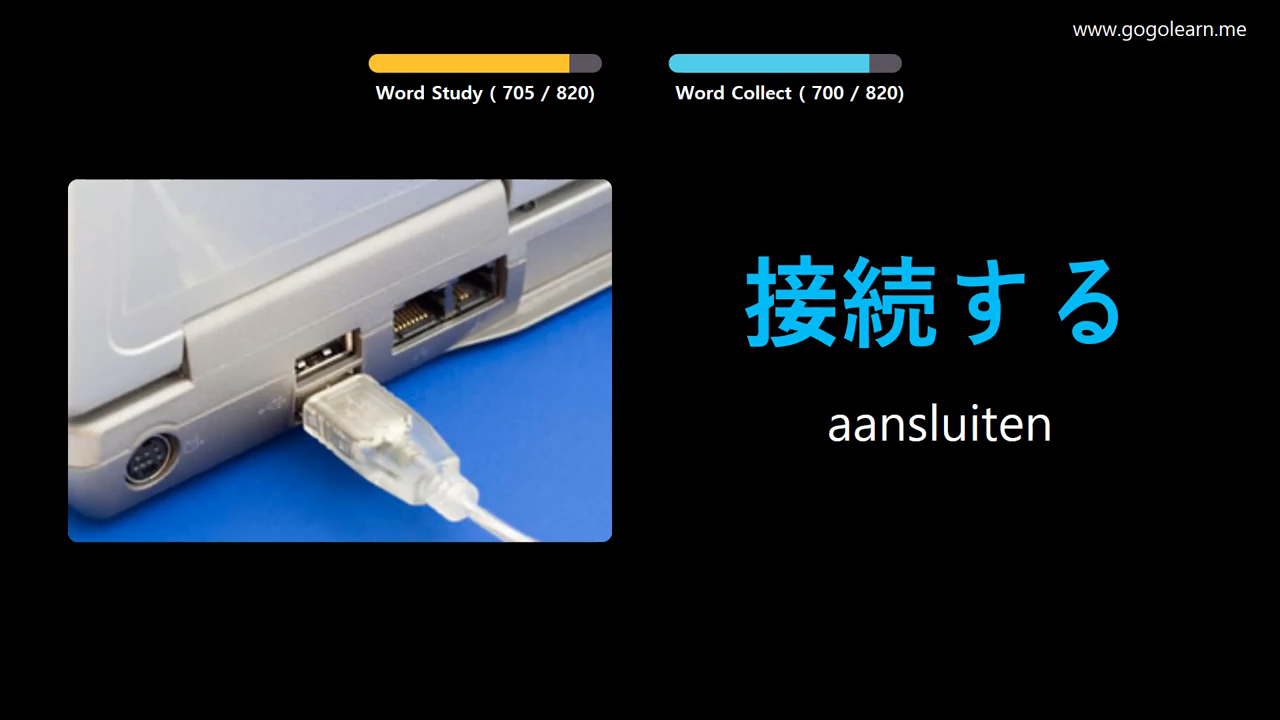 www.gogolearn.me
Word Study ( 705 / 820)
Word Collect ( 700 / 820)
接続する
aansluiten